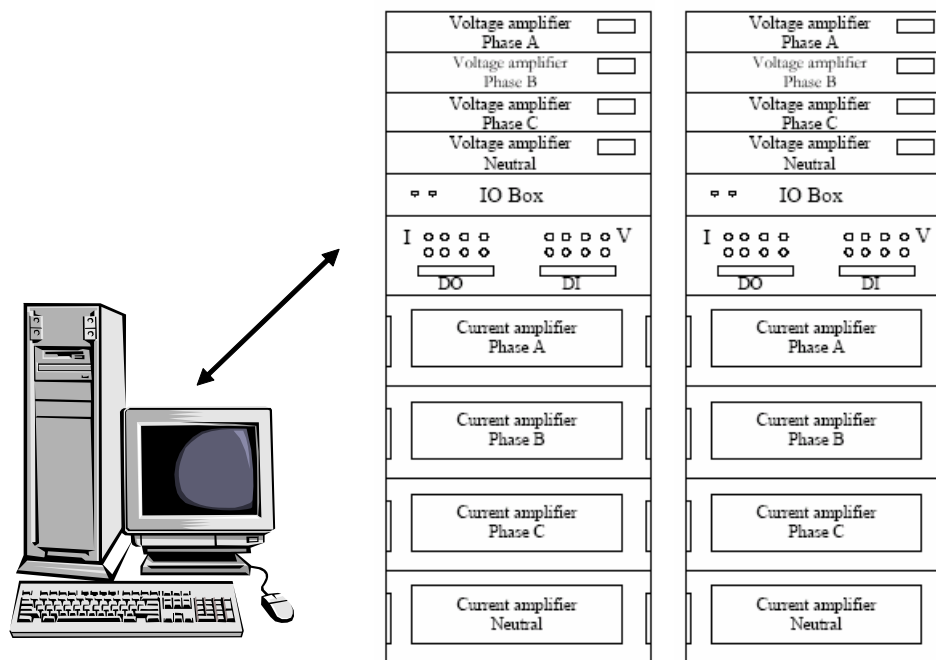 Voltage amplifier
Phase A
Voltage amplifier
Phase B
Voltage amplifier
Phase C
Voltage amplifier
Neutral
IO Box
I V
DO DI
Current amplifier
Phase A
Current amplifier
Phase B
Current amplifier
Phase C
Current amplifier
Neutral
Voltage amplifier
Phase A
Voltage amplifier
Phase B
Voltage amplifier
Phase C
Voltage amplifier
Neutral
IO Box
I V
DO DI
Current amplifier
Phase A
Current amplifier
Phase B
Current amplifier
Phase C
Current amplifier
Neutral